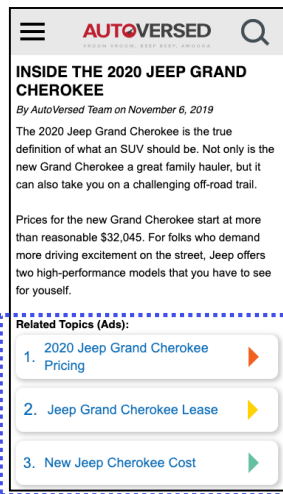 AUTOVERSED
VROOM VROOM, BEEP BEEP, AWOOGA
INSIDE THE 2020 JEEP GRAND
CHEROKEE
By AutoVersed Team on November 6, 2019
The 2020 Jeep Grand Cherokee is the true
definition of what an SUV should be. Not only is the
new Grand Cherokee a great family hauler, but it
can also take you on a challenging off-road trail.
Prices for the new Grand Cherokee start at more
than reasonable $32,045. For folks who demand
more driving excitement on the street, Jeep offers
two high-performance models that you have to see
for youself.
Related Topics (Ads):
1. 2020 Jeep Grand Cherokee
Pricing
2. Jeep Grand Cherokee Lease
3. New Jeep Cherokee Cost